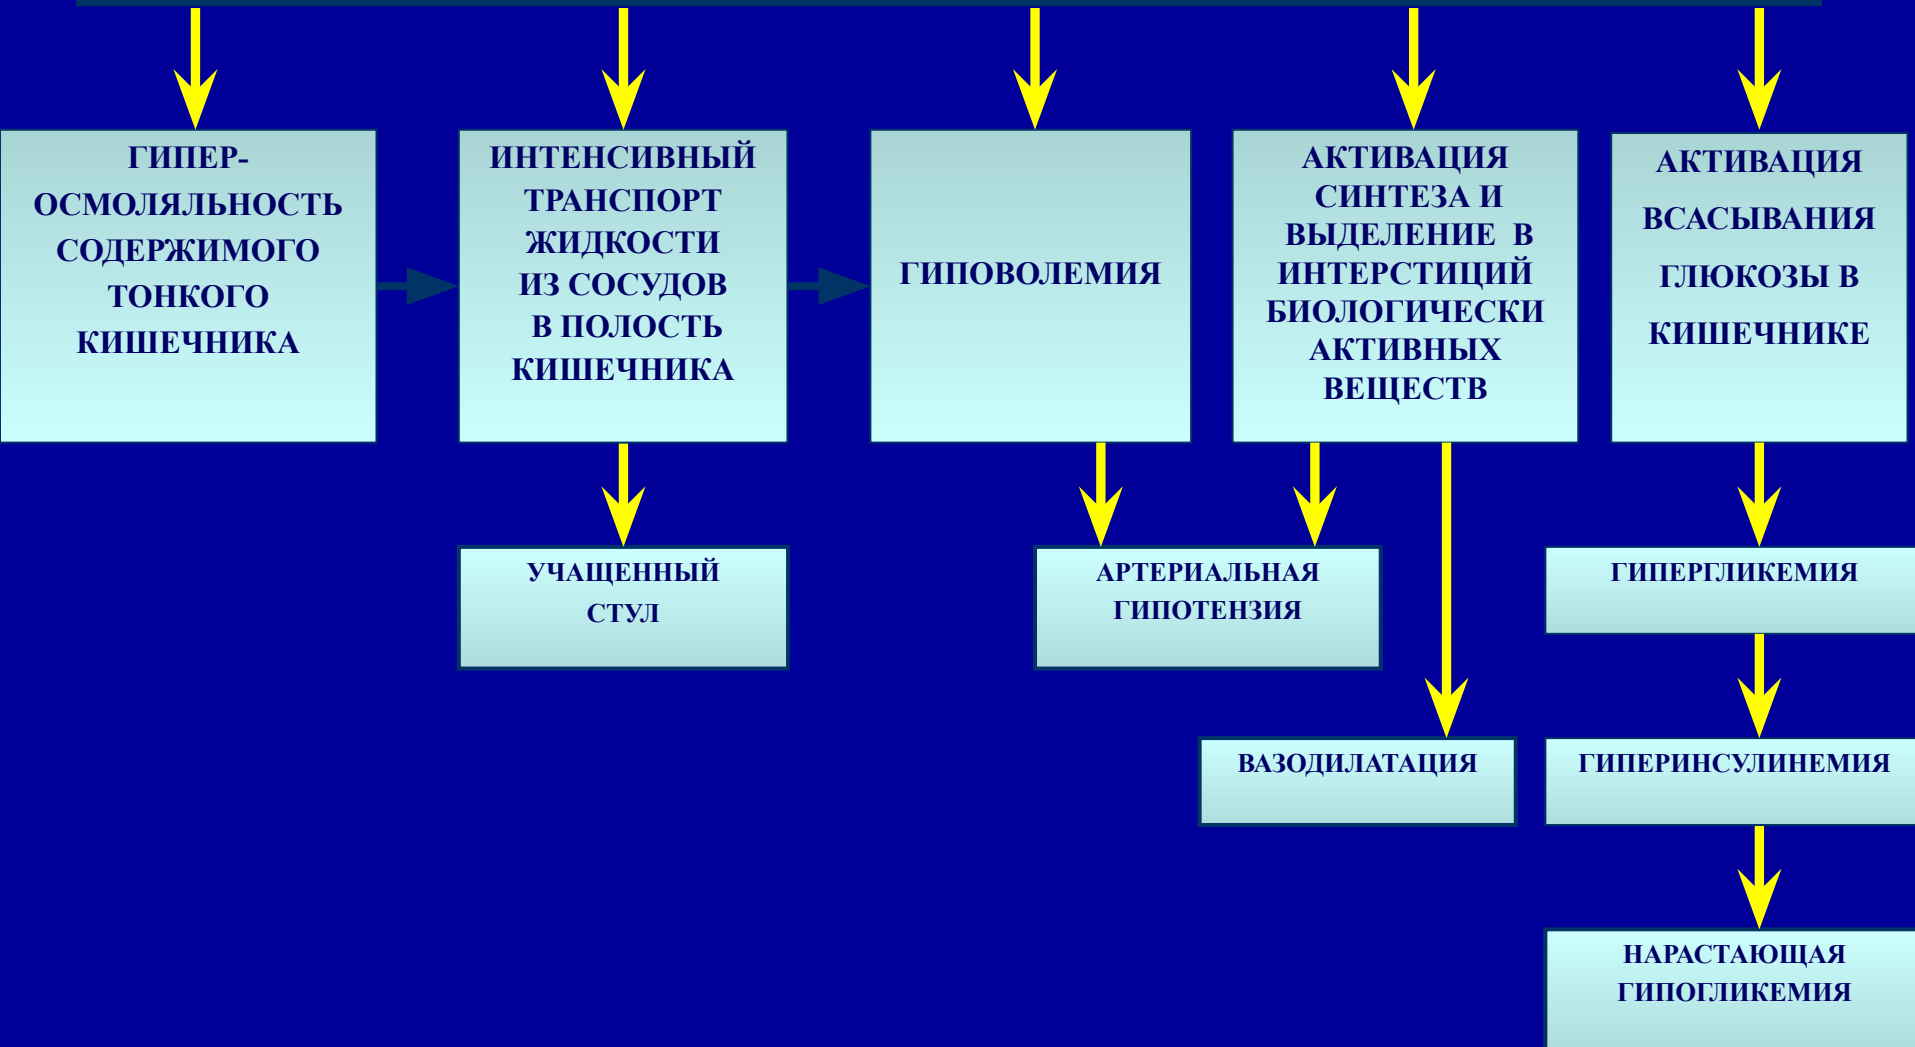 ГИПЕР-
ОСМОЛЯЛЬНОСТЬ
СОДЕРЖИМОГО
ТОНКОГО
КИШЕЧНИКА
ИНТЕНСИВНЫЙ
ТРАНСПОРТ
ЖИДКОСТИ
ИЗ СОСУДОВ
В ПОЛОСТЬ
КИШЕЧНИКА
ГИПОВОЛЕМИЯ
АКТИВАЦИЯ
СИНТЕЗА И
ВЫДЕЛЕНИЕ В
ИНТЕРСТИЦИЙ
БИОЛОГИЧЕСКИ
АКТИВНЫХ
ВЕЩЕСТВ
АКТИВАЦИЯ
ВСАСЫВАНИЯ
ГЛЮКОЗЫ В
КИШЕЧНИКЕ
УЧАЩЕННЫЙ
СТУЛ
АРТЕРИАЛЬНАЯ
ГИПОТЕНЗИЯ
ГИПЕРГЛИКЕМИЯ
ВАЗОДИЛАТАЦИЯ
ГИПЕРИНСУЛИНЕМИЯ
НАРАСТАЮЩАЯ
ГИПОГЛИКЕМИЯ